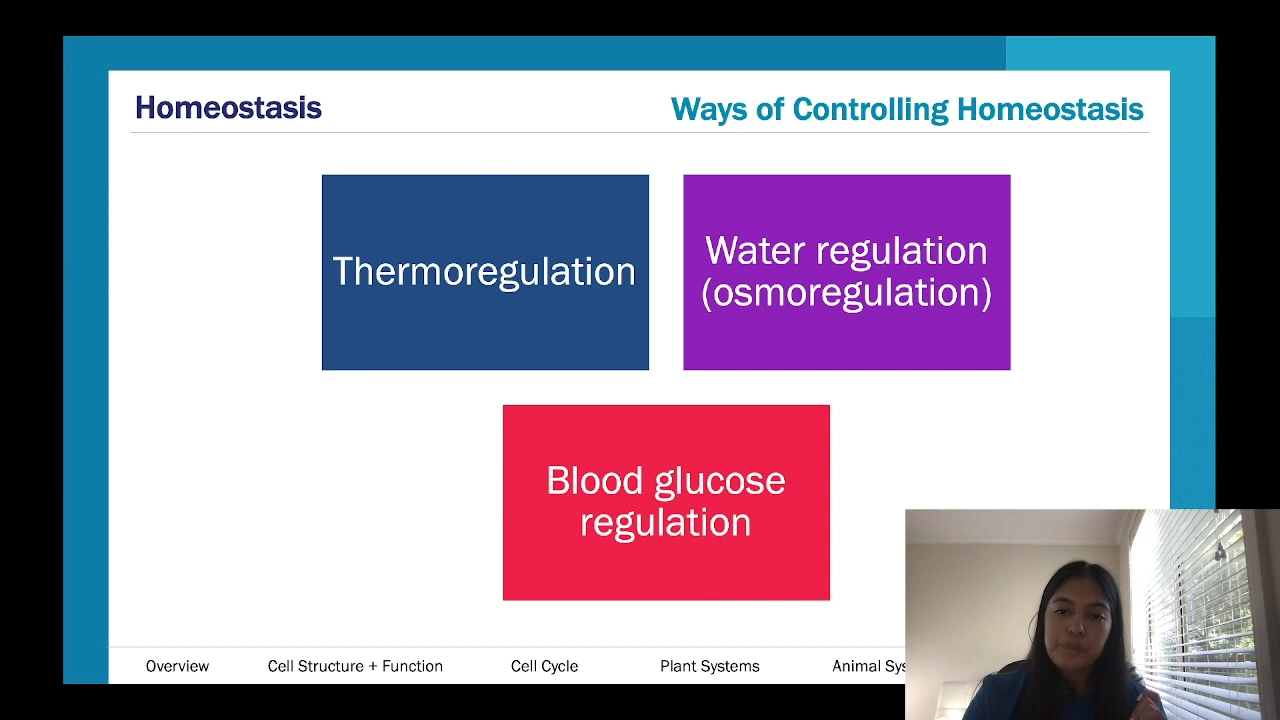 Homeostasis
Ways of Controlling Homeostasis
Thermoregulation
Water regulation
(osmoregulation)
Blood glucose
regulation
Overview
Cell Structure + Function
Cell Cycle
Plant Systems
Animal